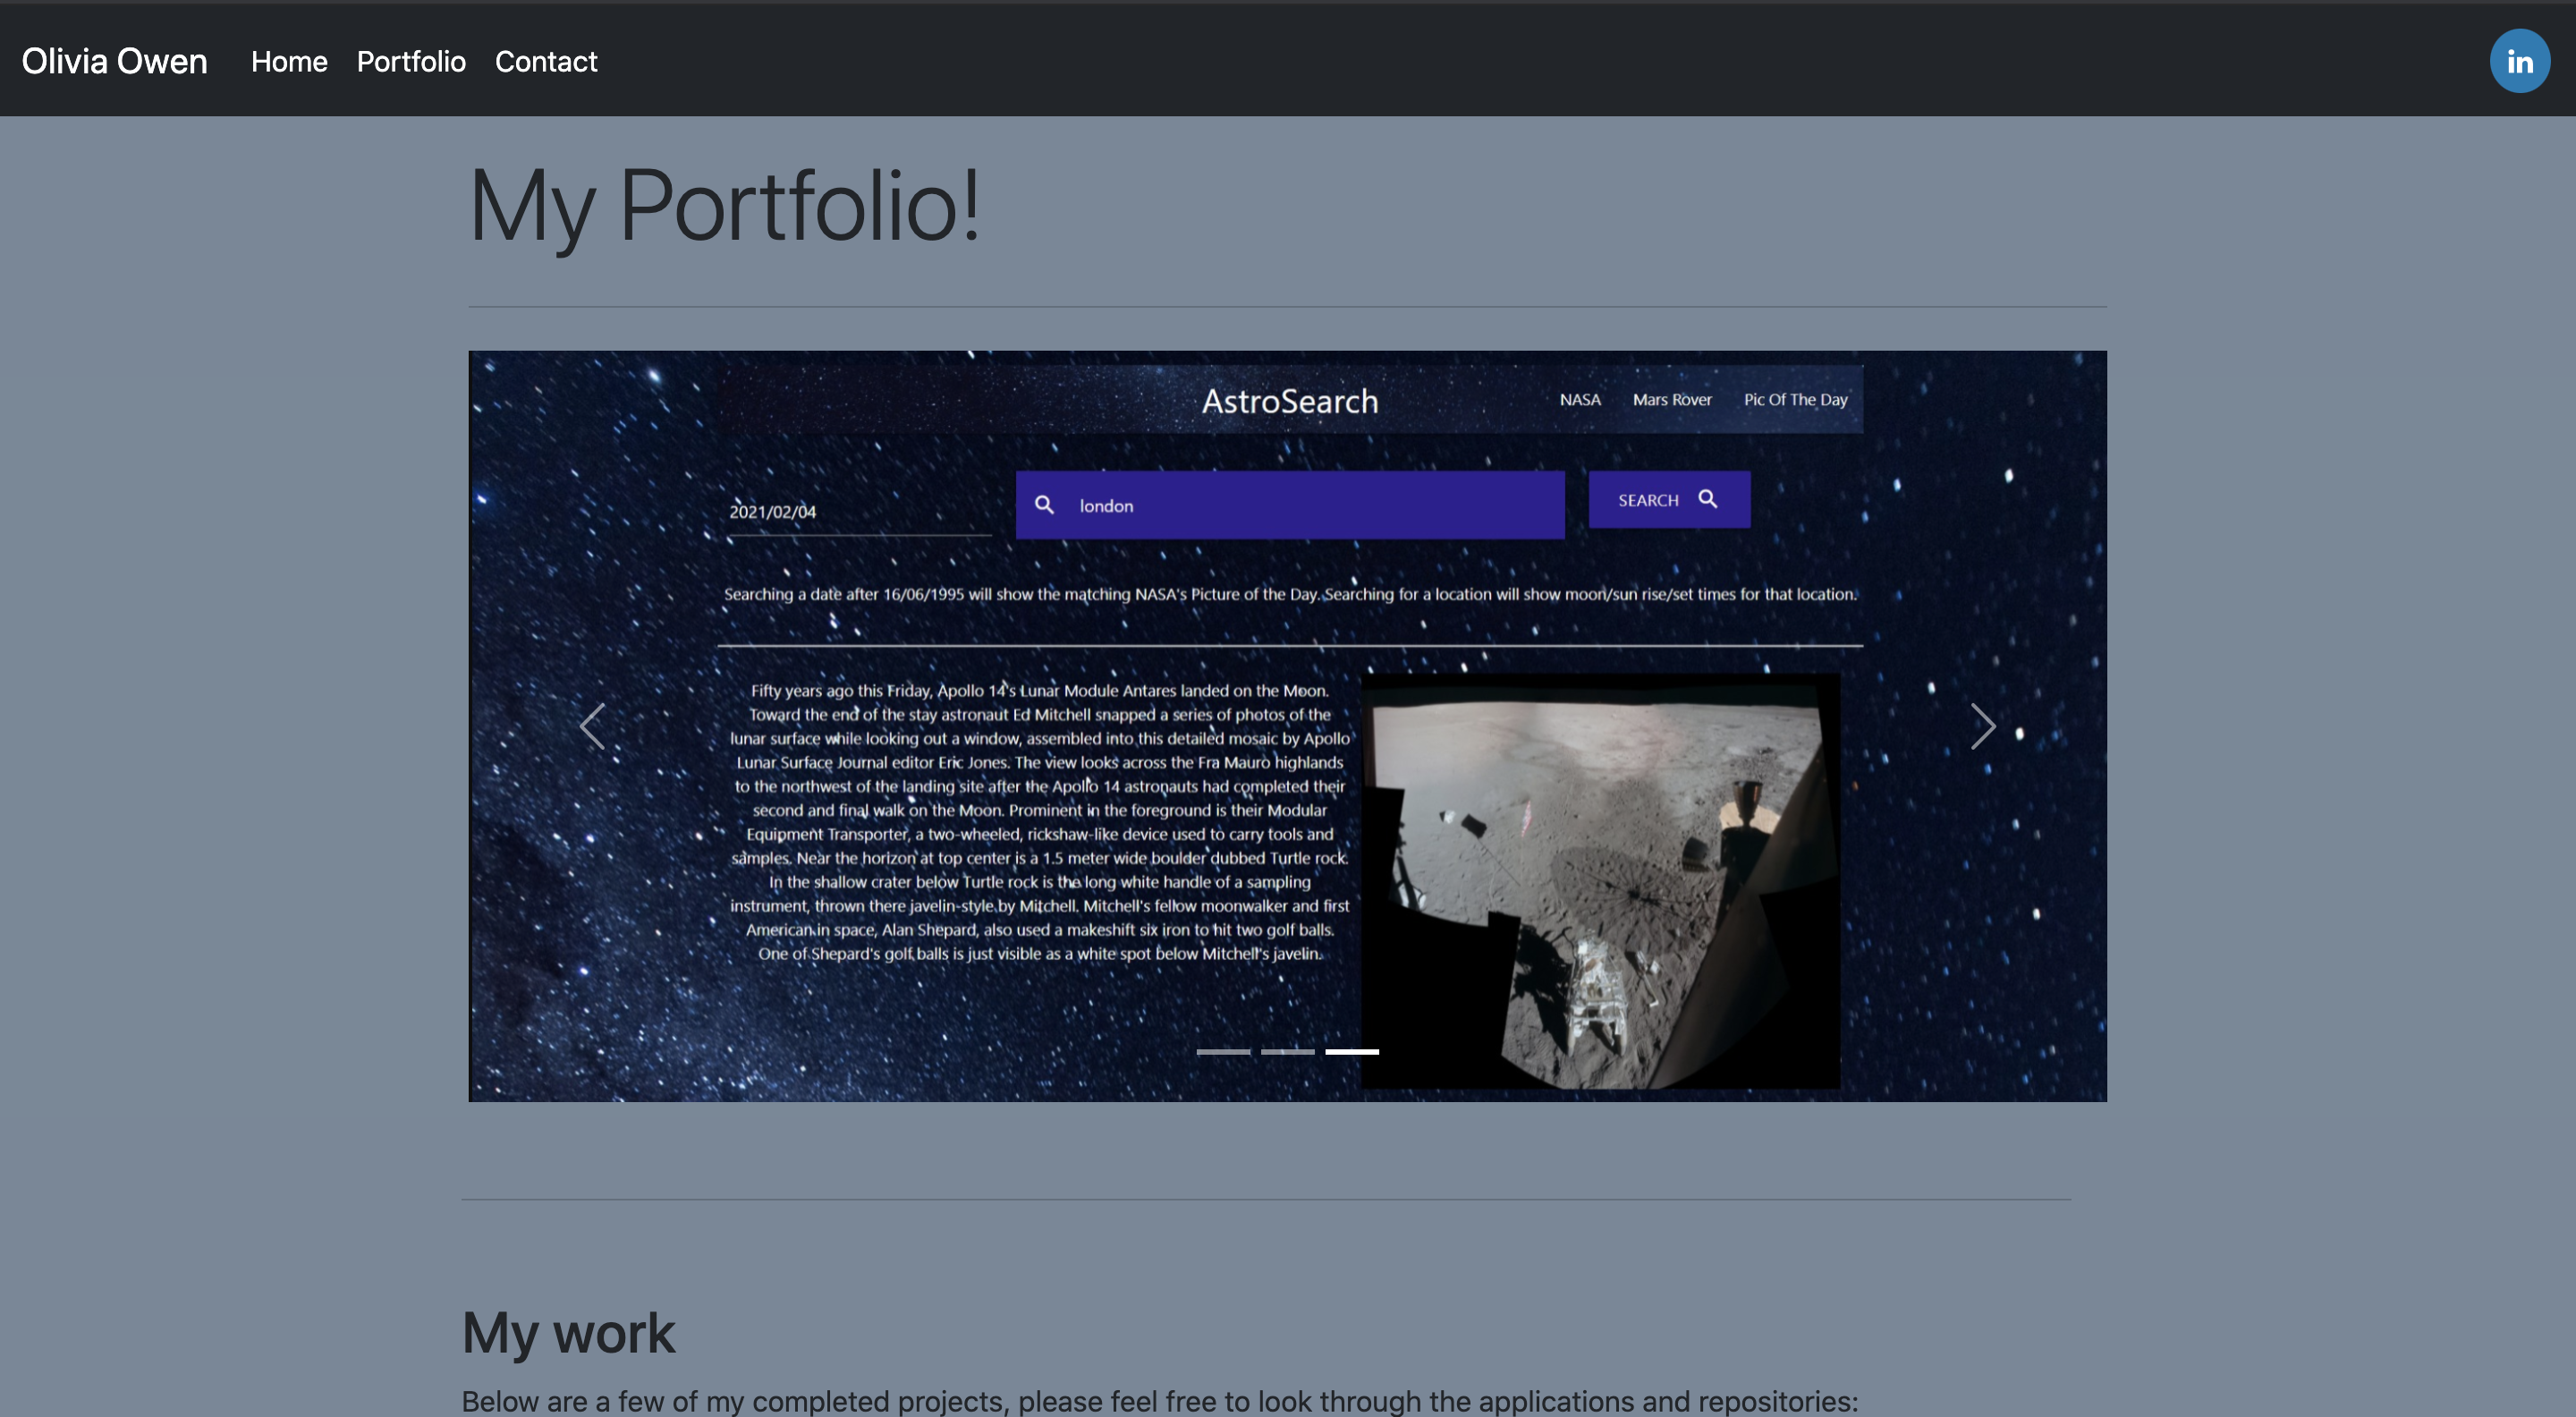 Olivia Owen Home Portfolio Contact in
My Portfolio!
AstroSearch NASA Mars Rover Pic Of The Day
2021/02/04 london SEARCH
Searching a date after 16/06/1995 will show the matching NASA's Picture of the Day. Searching for a location will show moon/sun rise/set times for that location.
Fifty years ago this Friday, Apollo 14's Lunar Module Antares landed on the Moon.
Toward the end of the stay astronaut Ed Mitchell snapped a series of photos of the
lunar surface while looking out a window, assembled into this detailed mosaic by Apollo
Lunar Surface Journal editor Eric Jones. The view looks across the Fra Mauro highlands
to the northwest of the landing site after the Apollo 14 astronauts had completed their
second and final walk on the Moon. Prominent in the foreground is their Modular
Equipment Transporter, a two-wheeled, rickshaw-like device used to carry tools and
samples. Near the horizon at top center is a 1.5 meter wide boulder dubbed Turtle rock.
In the shallow crater below Turtle rock is the long white handle of a sampling
instrument, thrown there javelin-style by Mitchell. Mitchell's fellow moonwalker and first
American in space, Alan Shepard, also used a makeshift six iron to hit two golf balls.
One of Shepard's golf balls is just visible as a white spot below Mitchell's javelin.
My work
Below are a few of my completed projects, please feel free to look through the applications and repositories: